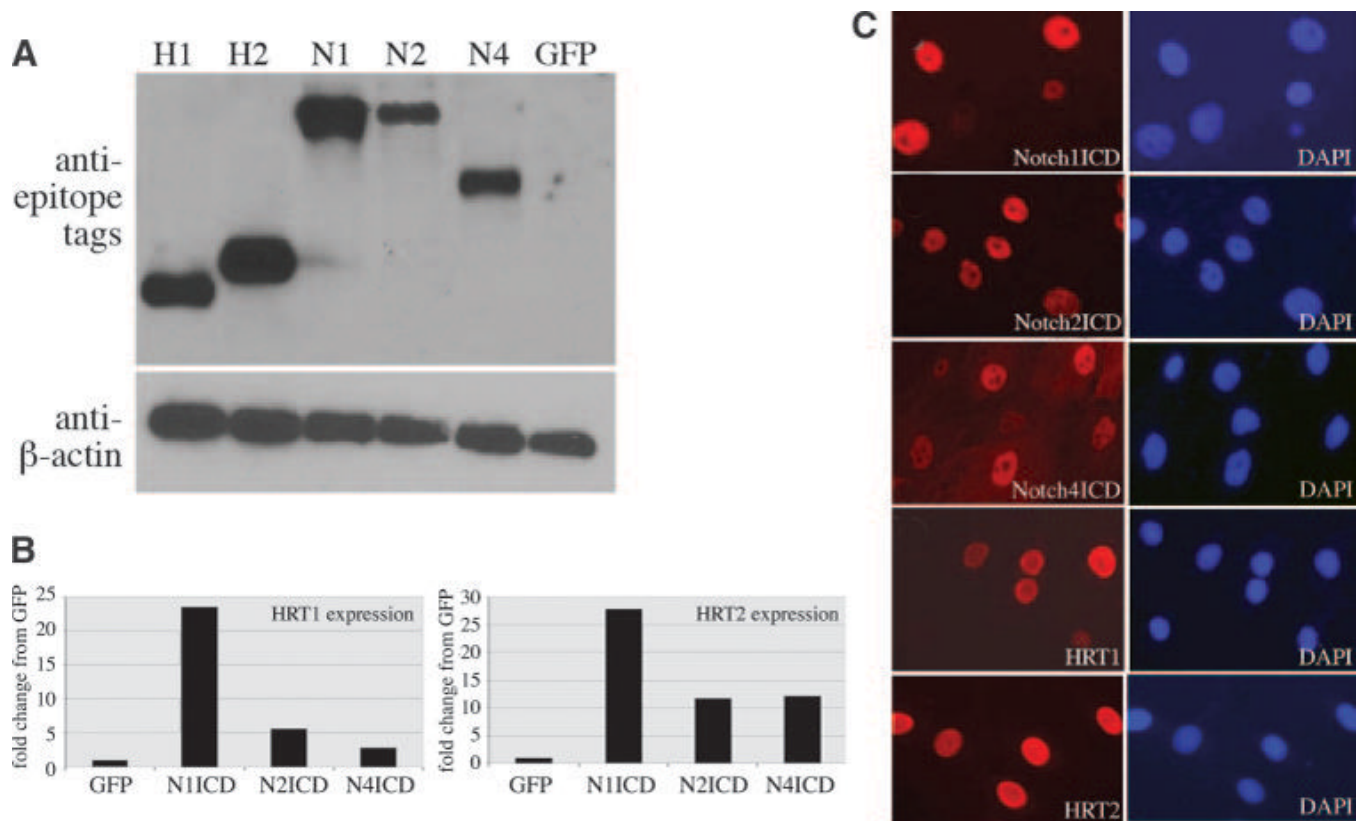 A
H1 H2 N1 N2 N4 GFP
anti-
epitope
tags
anti-
β-actin
B
25
20
15
10
5
0
fold change from GFP
HRT1 expression
GFP N1ICD N2ICD N4ICD
30
25
20
15
10
5
0
fold change from GFP
HRT2 expression
GFP N1ICD N2ICD N4ICD
C
Notch1ICD DAPI
Notch2ICD DAPI
Notch4ICD DAPI
HRT1 DAPI
HRT2 DAPI